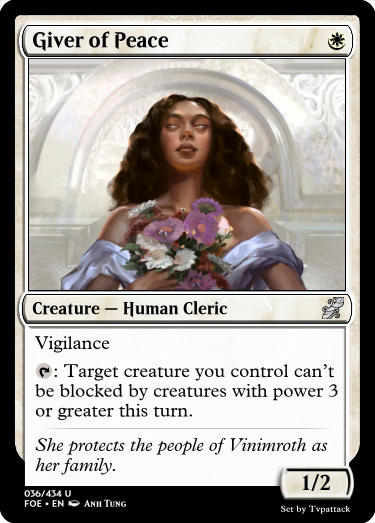 Giver of Peace
Creature — Human Cleric
Vigilance
: Target creature you control can't
be blocked by creatures with power 3
or greater this turn.
She protects the people of Vinimroth as
her family.
1/2
036/434 U
FOE • EN Anh Tung
Set by Tvpattack